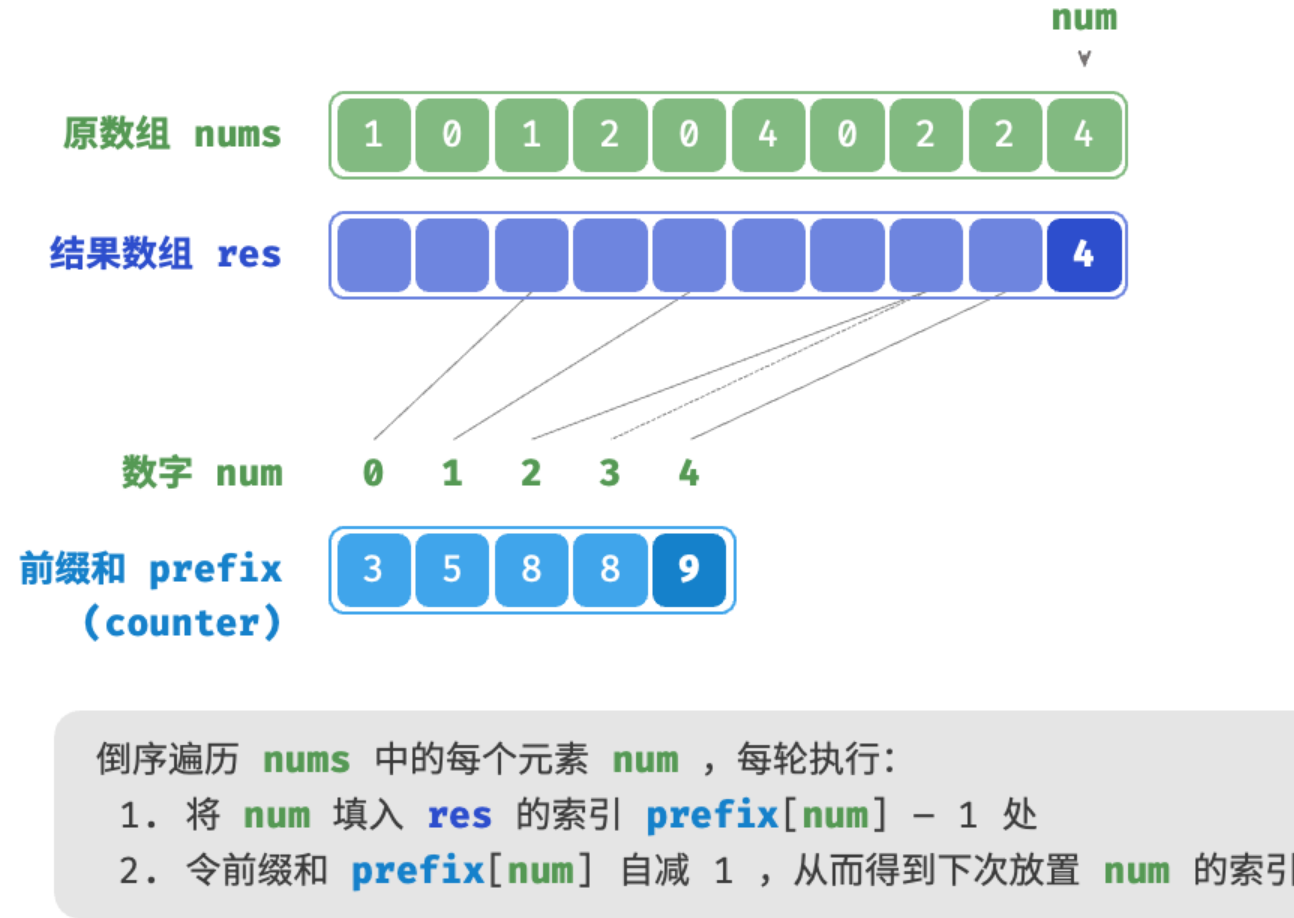 num
原数组 nums 1 0 1 2 0 4 0 2 2 4
结果数组 res 4
数字 num 0 1 2 3 4
前缀和 prefix 3 5 8 8 9
(counter)
倒序遍历 nums 中的每个元素 num ，每轮执行：
1. 将 num 填入 res 的索引 prefix[num] – 1 处
2. 令前缀和 prefix[num] 自减 1 ，从而得到下次放置 num 的索引